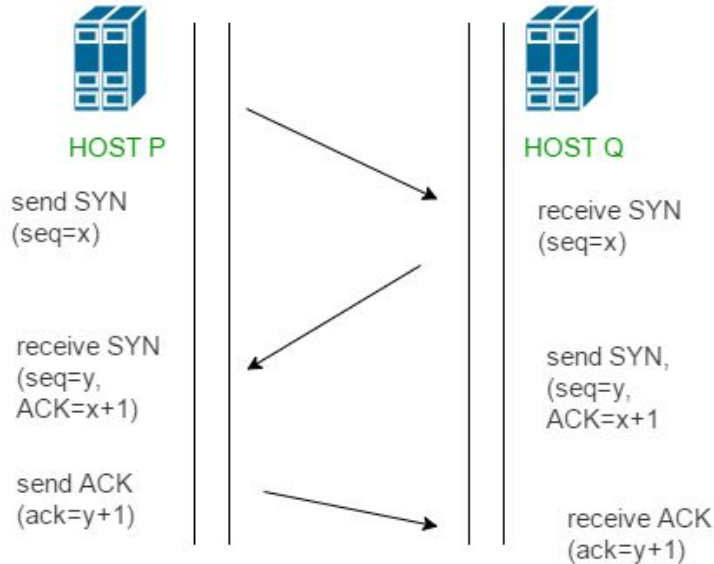 HOST P
HOST Q
send SYN
(seq=x)
receive SYN
(seq=x)
receive SYN
(seq=y,
ACK=x+1)
send SYN,
(seq=y,
ACK=x+1
send ACK
(ack=y+1)
receive ACK
(ack=y+1)